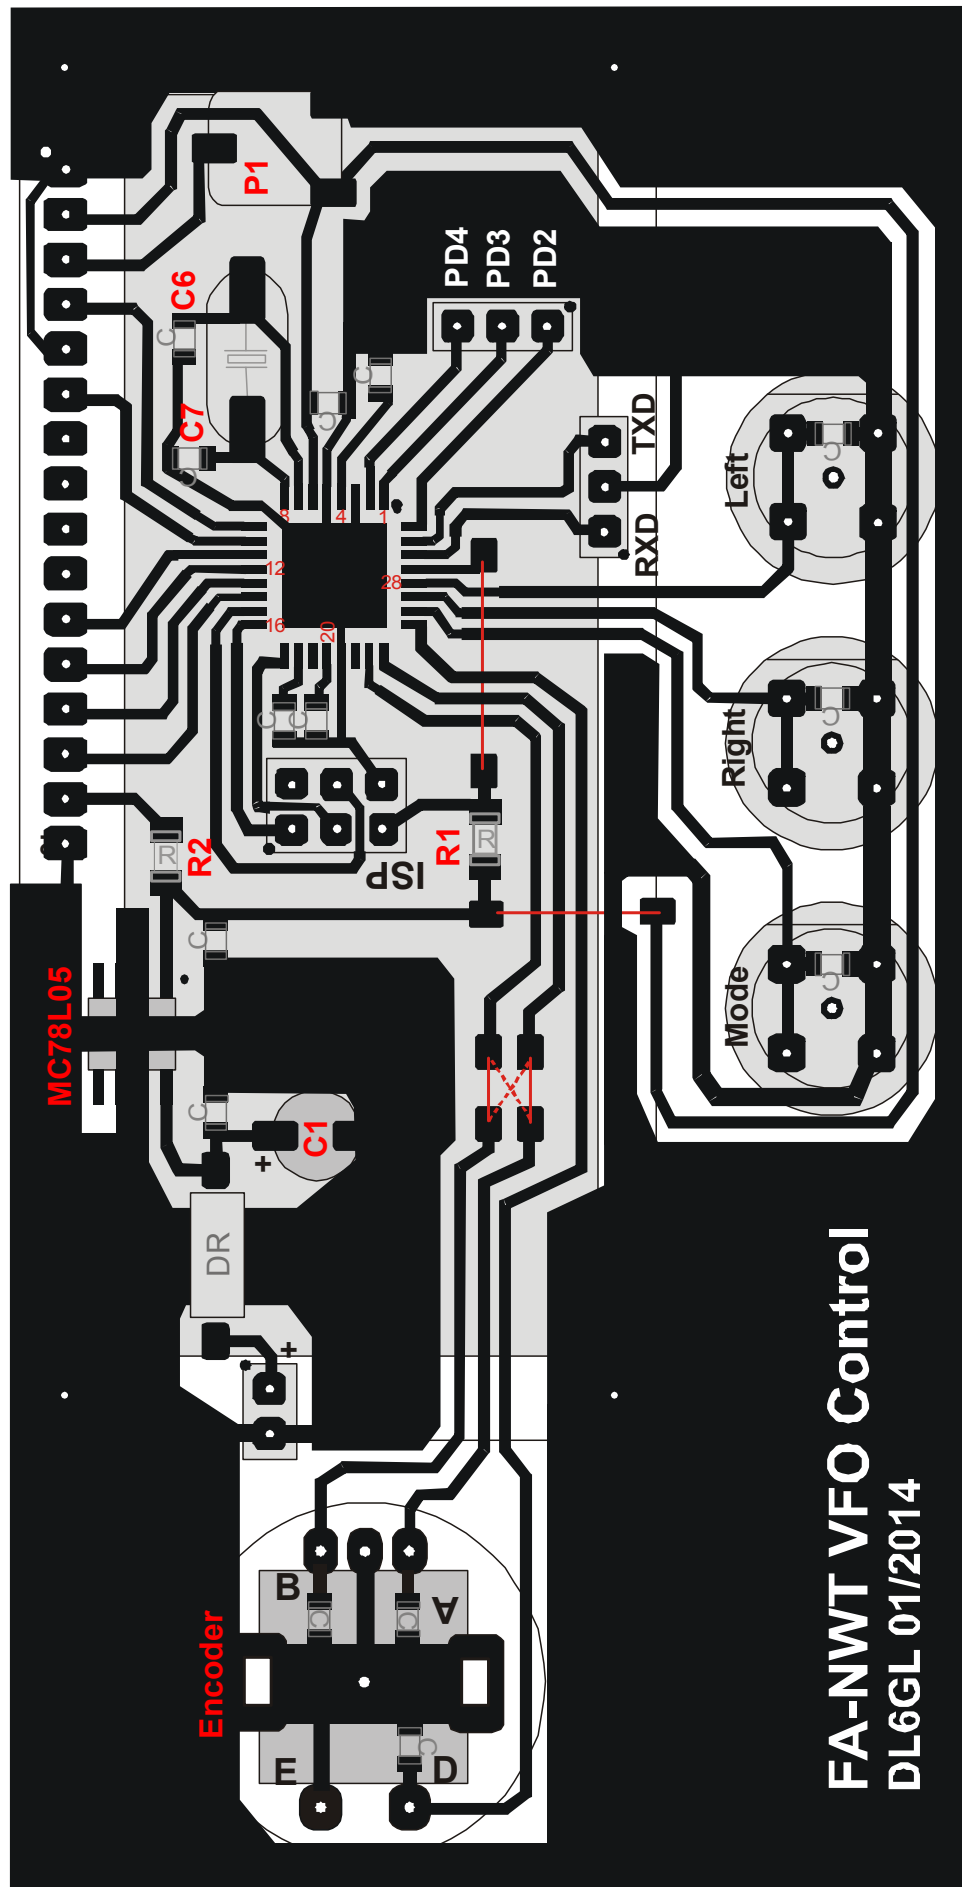 P1
C6
C
C7
C
C
C
PD4
PD3
PD2
TXD
RXD
Left
C
8
4
1
12
28
16
20
C
C
Right
C
ISP
R2
R
R1
R
C
MC78L05
Mode
C
C
C1
+
DR
+
B
C
C
A
Encoder
E
C
D
FA-NWT VFO Control
DL6GL 01/2014